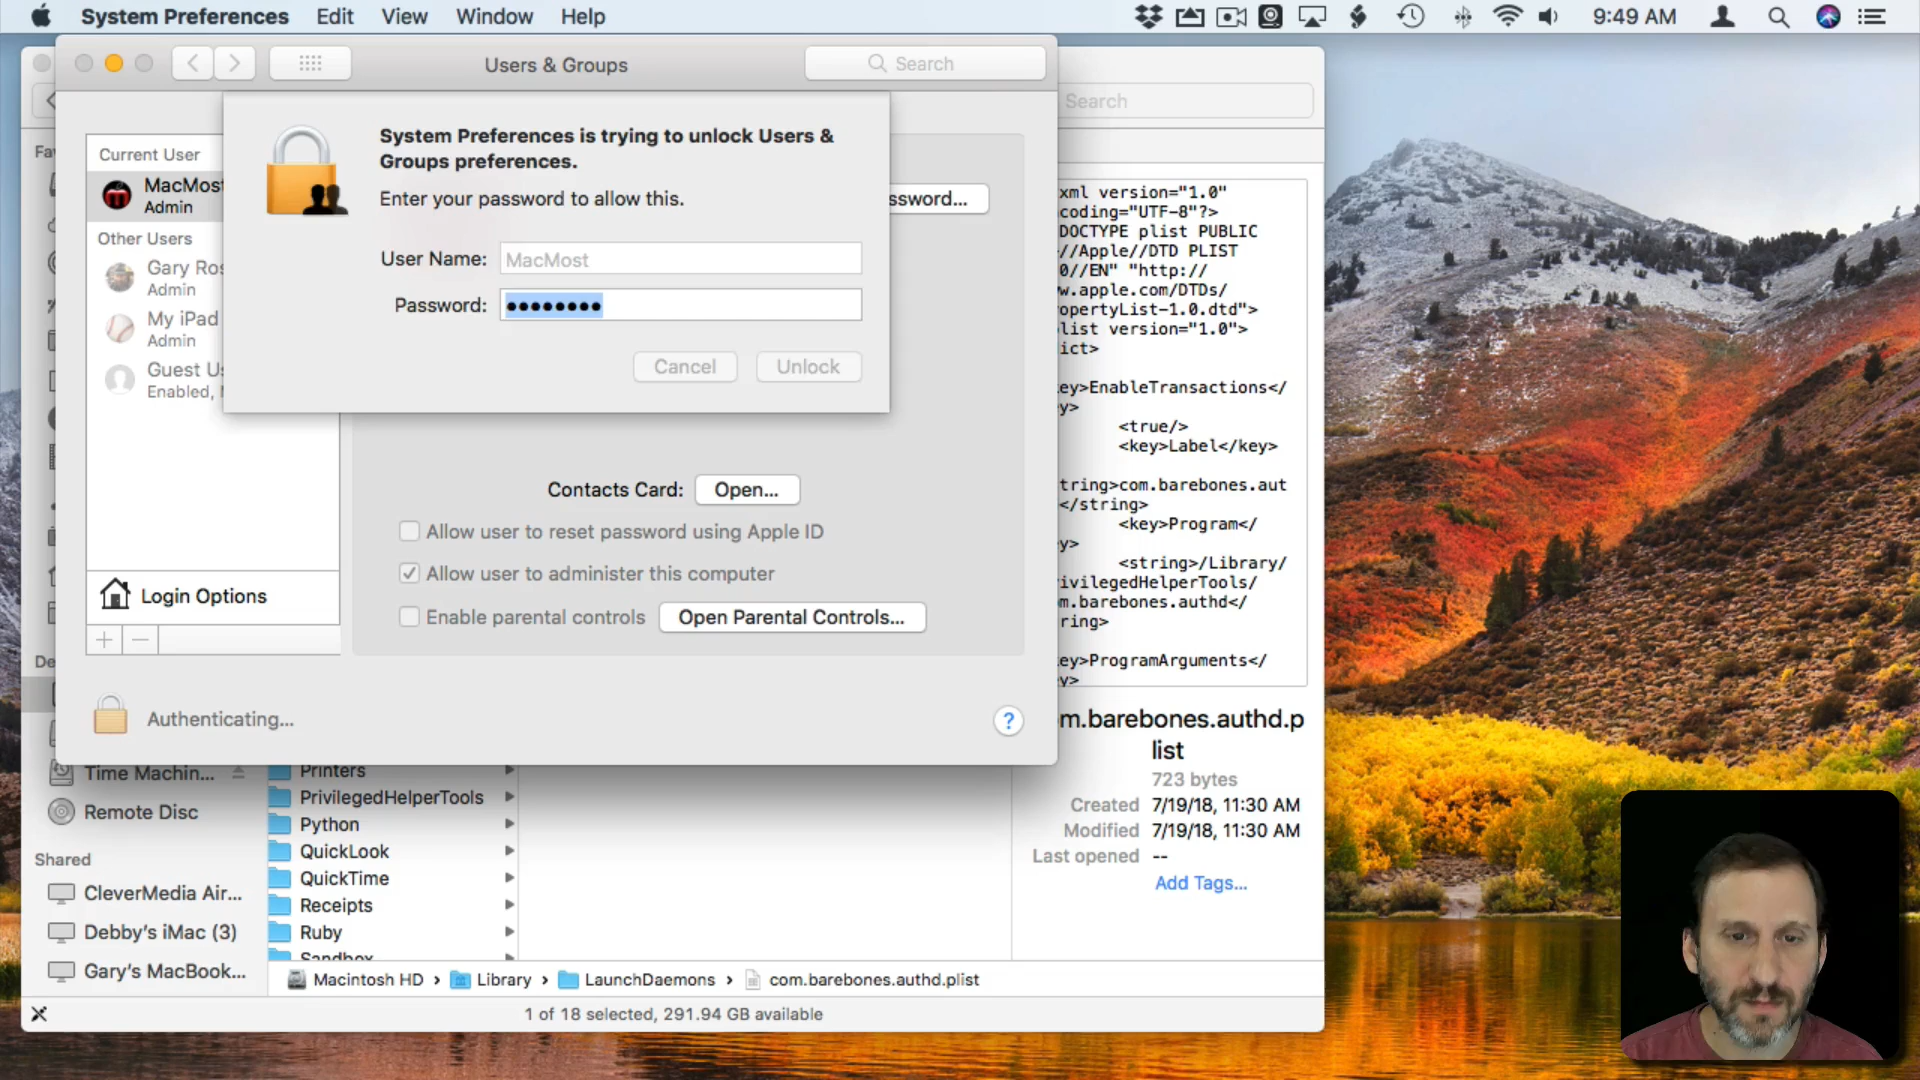 System Preferences Edit View Window Help
9:49 AM
Users & Groups
Search
Search
System Preferences is trying to unlock Users &
Groups preferences.
Enter your password to allow this.
User Name: MacMost
Password: ••••••••
Cancel Unlock
Current User
MacMost
Admin
Other Users
Gary Ros
Admin
My iPad
Admin
Guest Us
Enabled,
ssword...
Contacts Card: Open...
Allow user to reset password using Apple ID
Allow user to administer this computer
Enable parental controls Open Parental Controls...
Login Options
+ −
Authenticating...
?
Fav
De
xml version="1.0"
coding="UTF-8"?>
DOCTYPE plist PUBLIC
//Apple//DTD PLIST
0//EN" "http://
w.apple.com/DTDs/
opertyList-1.0.dtd">
list version="1.0">
ict>
key>EnableTransactions</
y>
<true/>
<key>Label</key>
tring>com.barebones.aut
</string>
<key>Program</
y>
<string>/Library/
rivilegedHelperTools/
m.barebones.authd</
ring>
key>ProgramArguments</
y>
m.barebones.authd.p
list
723 bytes
Created 7/19/18, 11:30 AM
Modified 7/19/18, 11:30 AM
Last opened --
Add Tags...
Time Machin...
Remote Disc
Shared
CleverMedia Air...
Debby's iMac (3)
Gary's MacBook...
Printers
PrivilegedHelperTools
Python
QuickLook
QuickTime
Receipts
Ruby
Sandbox
Macintosh HD › Library › LaunchDaemons › com.barebones.authd.plist
1 of 18 selected, 291.94 GB available